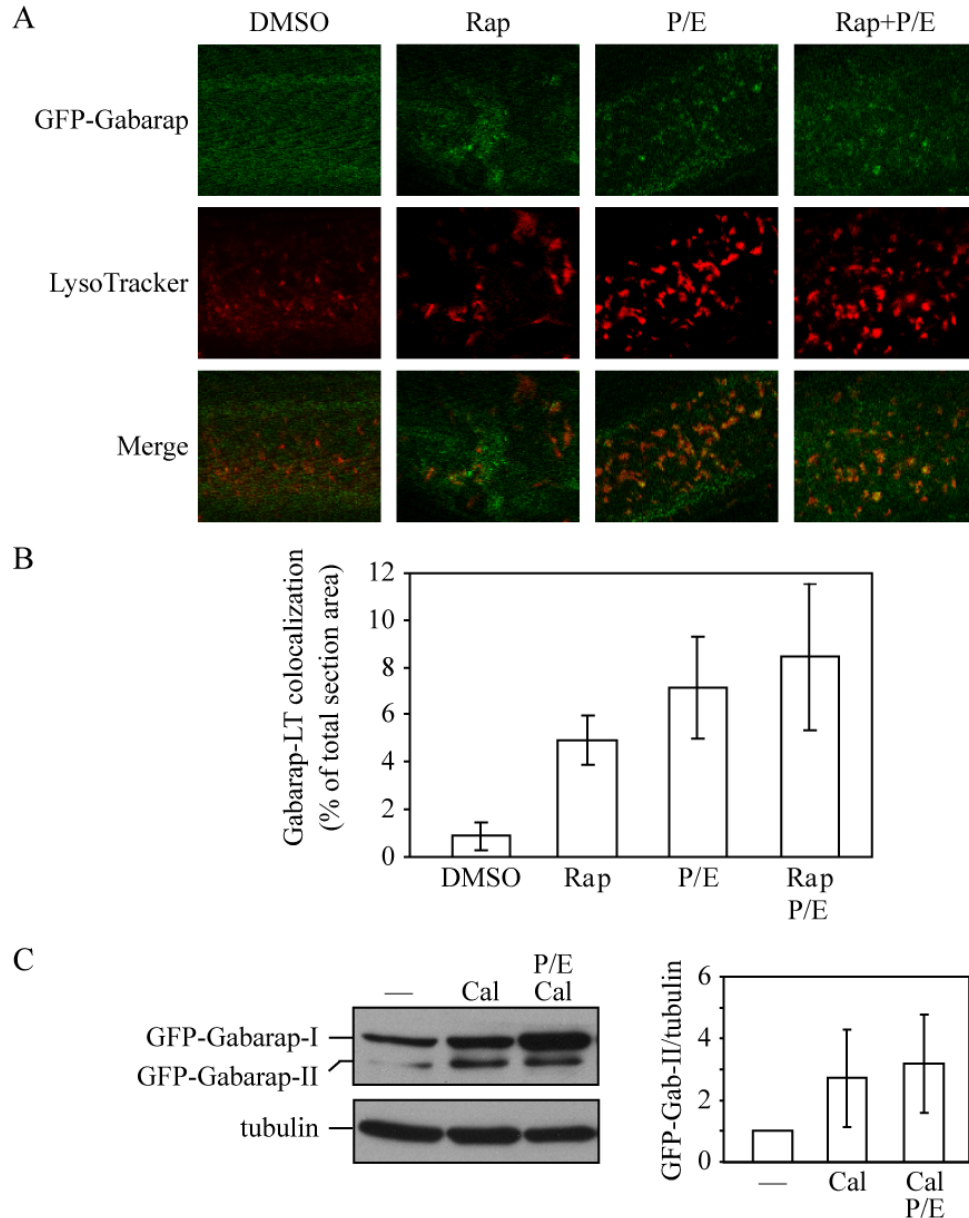 A
DMSO Rap P/E Rap+P/E
GFP-Gabarap
LysoTracker
Merge
B
Gabarap-LT colocalization
(% of total section area)
12
10
8
6
4
2
0
DMSO Rap P/E Rap
P/E
C
P/E
— Cal Cal
GFP-Gabarap-I
GFP-Gabarap-II
tubulin
GFP-Gab-II/tubulin
6
4
2
0
— Cal Cal
P/E